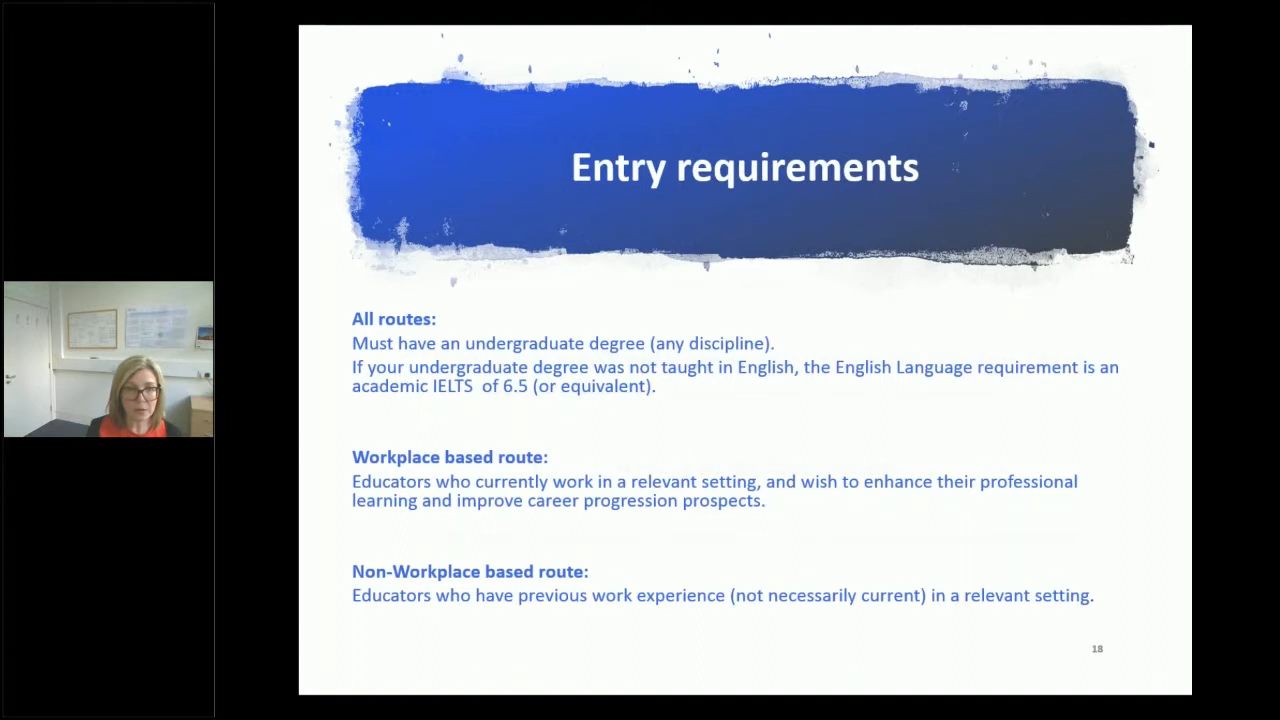 Entry requirements
All routes:
Must have an undergraduate degree (any discipline).
If your undergraduate degree was not taught in English, the English Language requirement is an
academic IELTS  of 6.5 (or equivalent).
Workplace based route:
Educators who currently work in a relevant setting, and wish to enhance their professional
learning and improve career progression prospects.
Non-Workplace based route:
Educators who have previous work experience (not necessarily current) in a relevant setting.
18